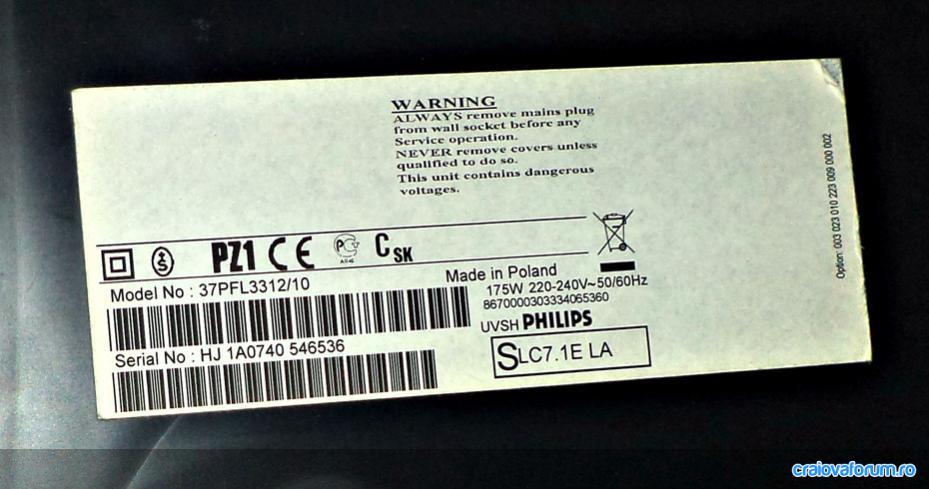 WARNING
ALWAYS remove mains plug
from wall socket before any
Service operation.
NEVER remove covers unless
qualified to do so.
This unit contains dangerous
voltages.
Option: 003 023 010 223 009 000 002
S PZ1 CE PCT C SK
Model No : 37PFL3312/10
Made in Poland
175W 220-240V~50/60Hz
8670000303334065360
Serial No : HJ 1A0740 546536
UVSH PHILIPS
SLC7.1E LA
craiovaforum.ro